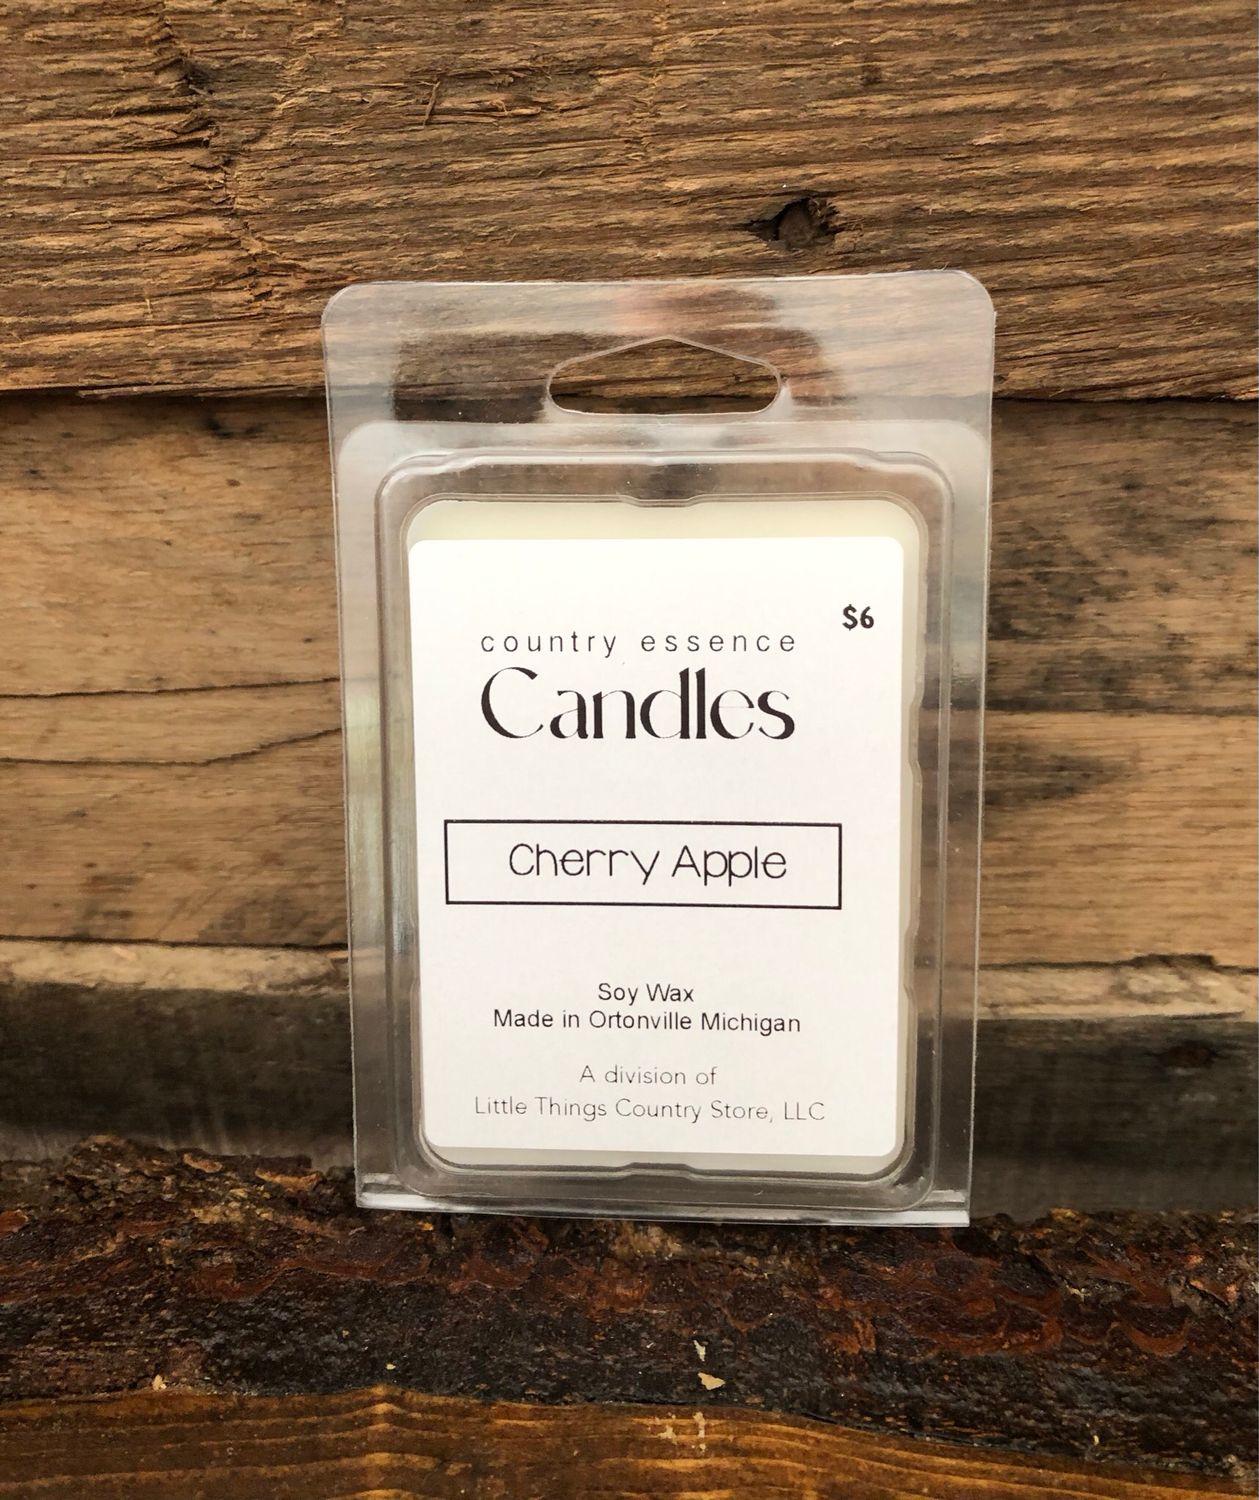 $6
country essence
Candles
Cherry Apple
Soy Wax
Made in Ortonville Michigan
A division of
Little Things Country Store, LLC